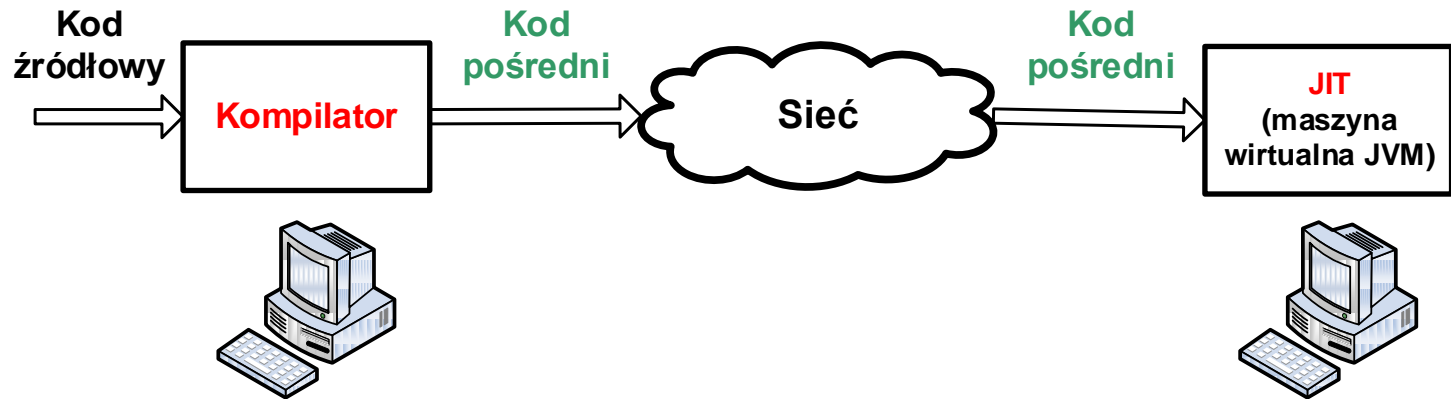 Kod
źródłowy
Kompilator
Kod
pośredni
Sieć
Kod
pośredni
JIT
(maszyna
wirtualna JVM)